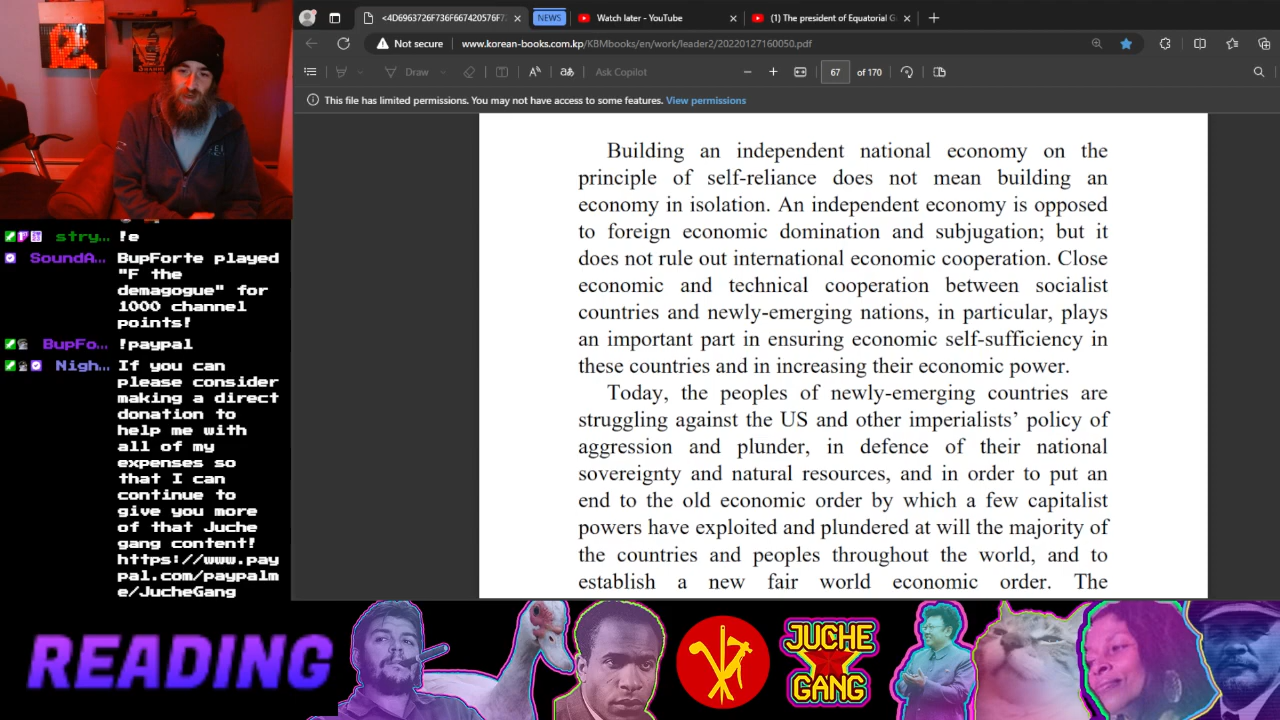 <4D6963726F736F667420576F7
NEWS
Watch later - YouTube
(1) The president of Equatorial G
Not secure
www.korean-books.com.kp/KBMbooks/en/work/leader2/20220127160050.pdf
Draw
Ask Copilot
67 of 170
This file has limited permissions. You may not have access to some features. View permissions
Building an independent national economy on the
principle of self-reliance does not mean building an
economy in isolation. An independent economy is opposed
to foreign economic domination and subjugation; but it
does not rule out international economic cooperation. Close
economic and technical cooperation between socialist
countries and newly-emerging nations, in particular, plays
an important part in ensuring economic self-sufficiency in
these countries and in increasing their economic power.
Today, the peoples of newly-emerging countries are
struggling against the US and other imperialists' policy of
aggression and plunder, in defence of their national
sovereignty and natural resources, and in order to put an
end to the old economic order by which a few capitalist
powers have exploited and plundered at will the majority of
the countries and peoples throughout the world, and to
establish a new fair world economic order. The
stry... !e
SoundA... BupForte played
"F the
demagogue" for
1000 channel
points!
BupFo... !paypal
Nigh... If you can
please consider
making a direct
donation to
help me with
all of my
expenses so
that I can
continue to
give you more
of that Juche
gang content!
https://www.pay
pal.com/paypalm
e/JucheGang
READING
JUCHE
GANG